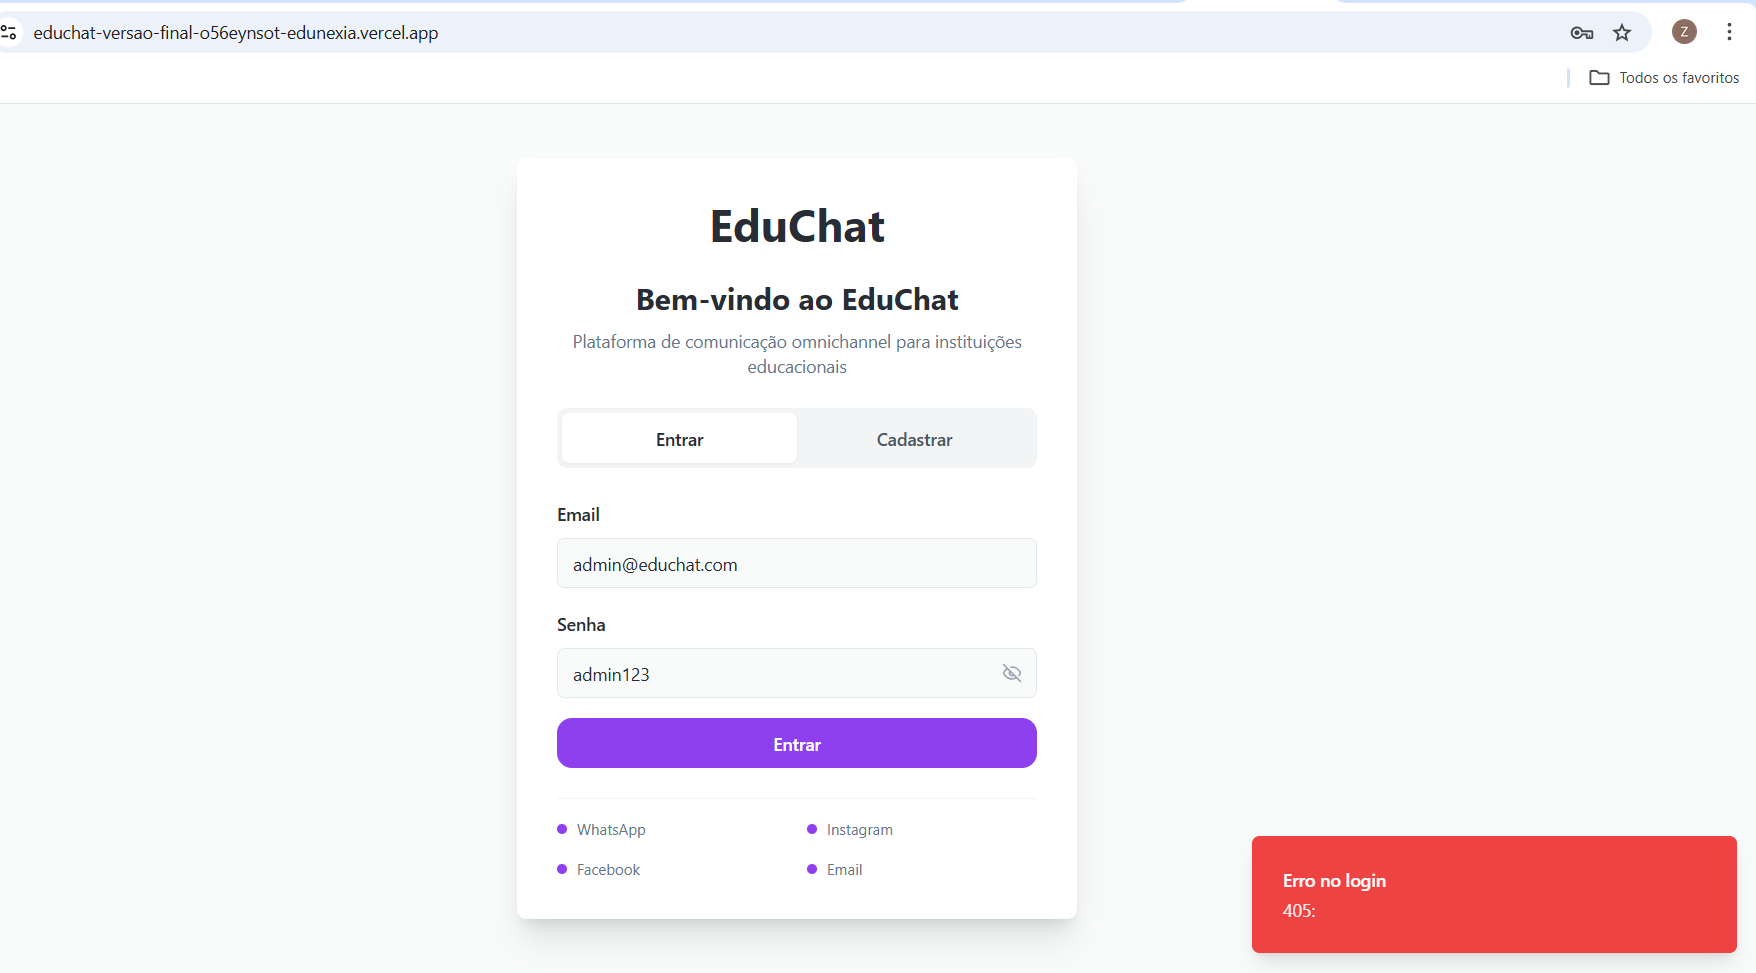 educhat-versao-final-o56eynsot-edunexia.vercel.app
Z
Todos os favoritos
EduChat
Bem-vindo ao EduChat
Plataforma de comunicação omnichannel para instituições
educacionais
Entrar
Cadastrar
Email
admin@educhat.com
Senha
admin123
Entrar
WhatsApp
Instagram
Facebook
Email
Erro no login
405: